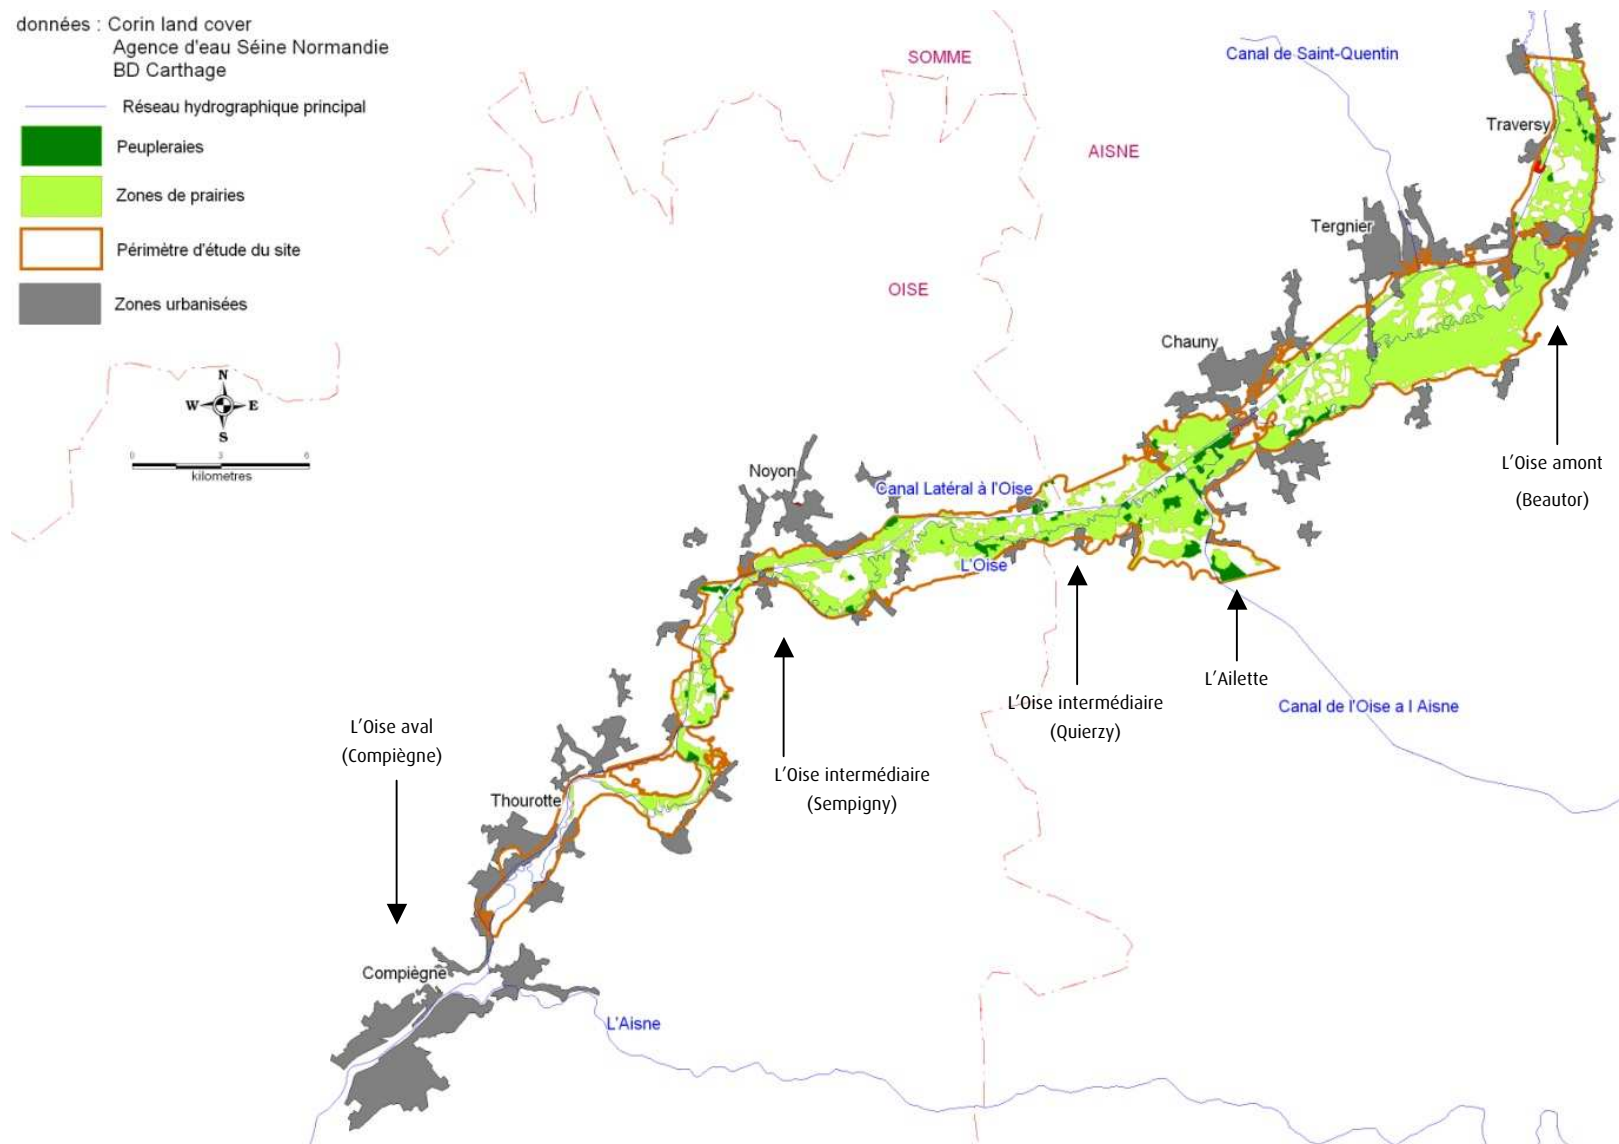 données : Corin land cover
Agence d'eau Séine Normandie
BD Carthage
Réseau hydrographique principal
Peupleraies
Zones de prairies
Périmètre d'étude du site
Zones urbanisées
N
W
E
S
0 3 6
kilometres
SOMME
AISNE
OISE
Canal de Saint-Quentin
Traversy
Tergnier
Chauny
L'Oise amont
(Beautor)
Noyon
Canal Latéral à l'Oise
L'Oise
L'Ailette
L'Oise intermédiaire
(Quierzy)
Canal de l'Oise a l Aisne
L'Oise intermédiaire
(Sempigny)
L'Oise aval
(Compiègne)
Thourotte
Compiègne
L'Aisne